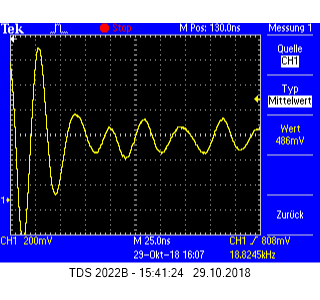 Tek Stop M Pos: 130.0ns Messung 1
Quelle
CH1
Typ
Mittelwert
Wert
486mV
1
Zurück
CH1 200mV M 25.0ns CH1 / 808mV
29-Okt-18 16:07 18.8245kHz
TDS 2022B - 15:41:24 29.10.2018